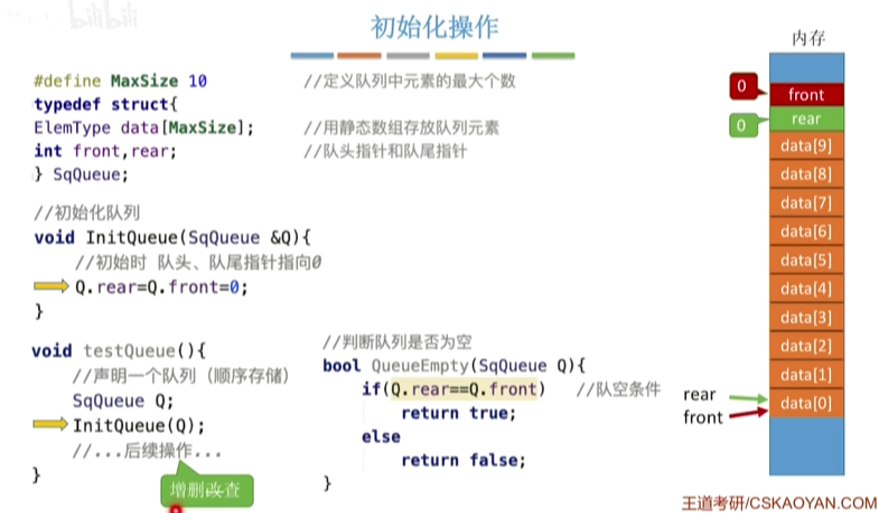 bilibili
初始化操作
#define MaxSize 10 //定义队列中元素的最大个数
typedef struct{
ElemType data[MaxSize]; //用静态数组存放队列元素
int front,rear; //队头指针和队尾指针
} SqQueue;
//初始化队列
void InitQueue(SqQueue &Q){
//初始时 队头、队尾指针指向0
Q.rear=Q.front=0;
}
void testQueue(){
//声明一个队列（顺序存储）
SqQueue Q;
InitQueue(Q);
//...后续操作...
}
增删改查
//判断队列是否为空
bool QueueEmpty(SqQueue Q){
if(Q.rear==Q.front) //队空条件
return true;
else
return false;
}
内存
0 front
0 rear
data[9]
data[8]
data[7]
data[6]
data[5]
data[4]
data[3]
data[2]
data[1]
data[0]
rear
front
王道考研/CSKAOYAN.COM